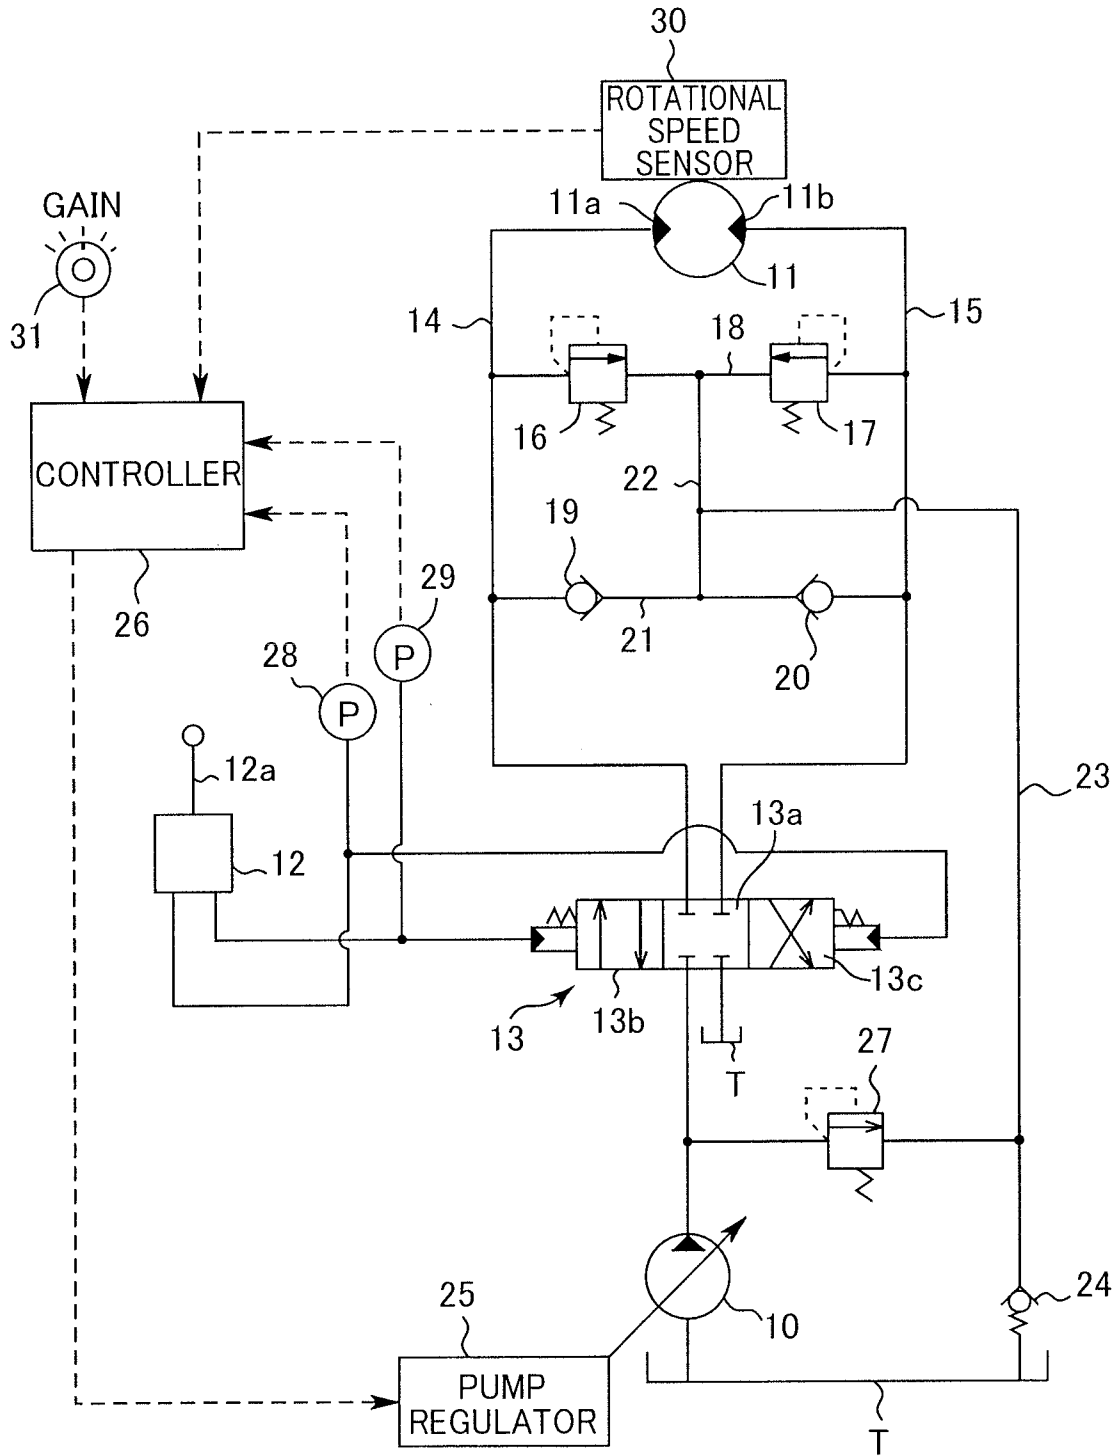 30
ROTATIONAL
SPEED
SENSOR
GAIN
11a
11b
11
31
14
18
15
16
17
CONTROLLER
22
19
26
29
21
20
28
P
P
12a
23
13a
12
13c
13
13b
27
T
25
24
10
PUMP
REGULATOR
T